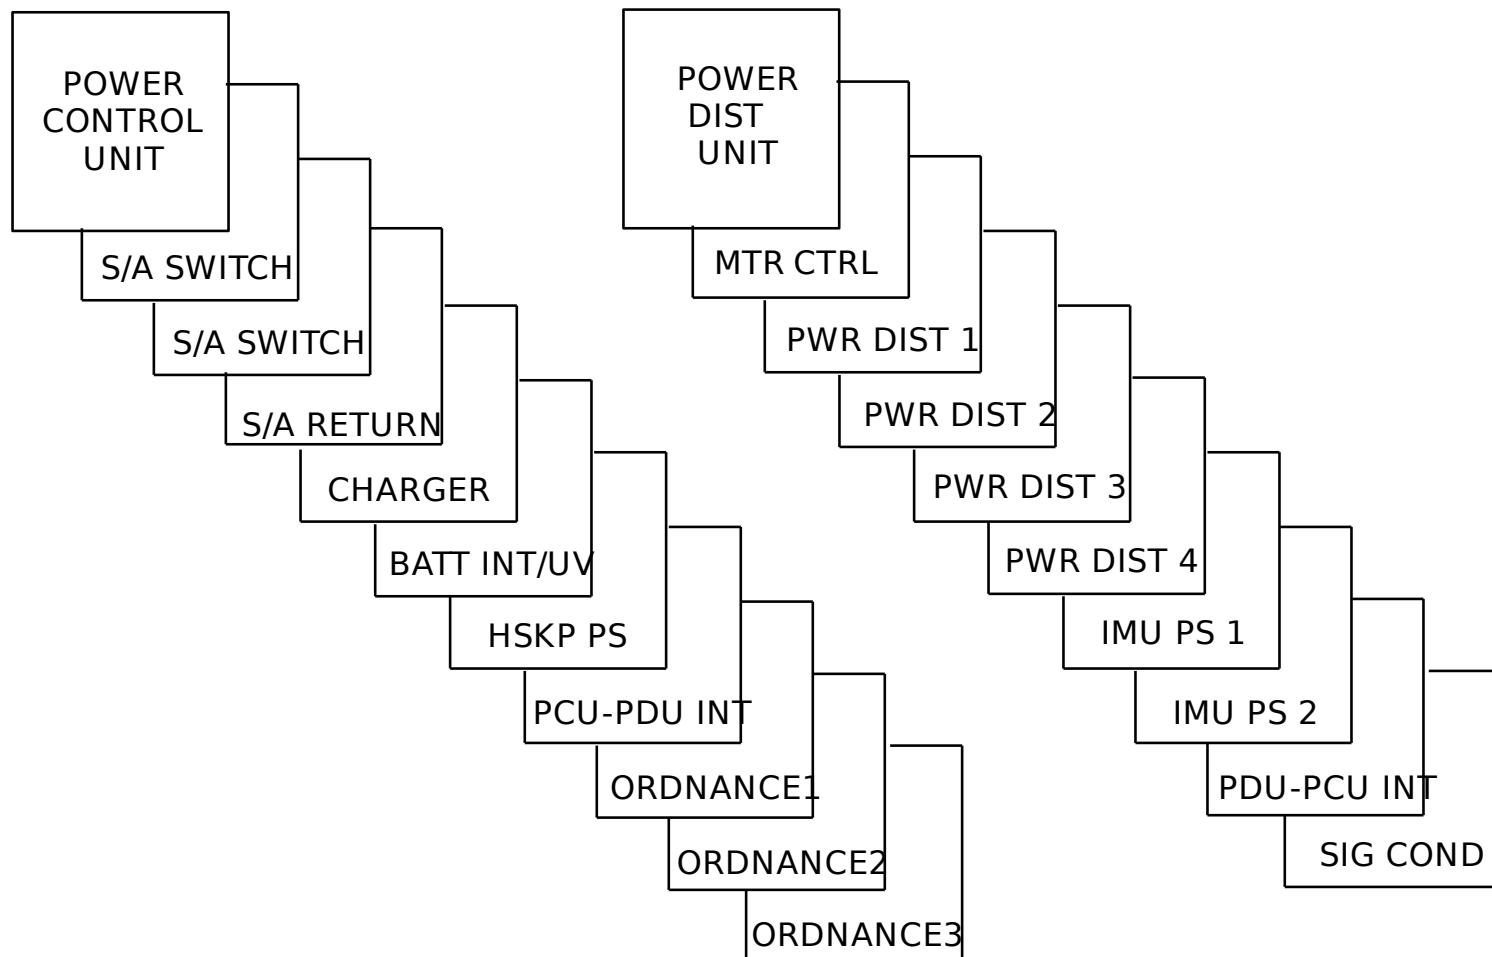 POWER
CONTROL
UNIT
S/A SWITCH
S/A SWITCH
S/A RETURN
CHARGER
BATT INT/UV
HSKP PS
PCU-PDU INT
ORDNANCE1
ORDNANCE2
ORDNANCE3
POWER
DIST
UNIT
MTR CTRL
PWR DIST 1
PWR DIST 2
PWR DIST 3
PWR DIST 4
IMU PS 1
IMU PS 2
PDU-PCU INT
SIG COND